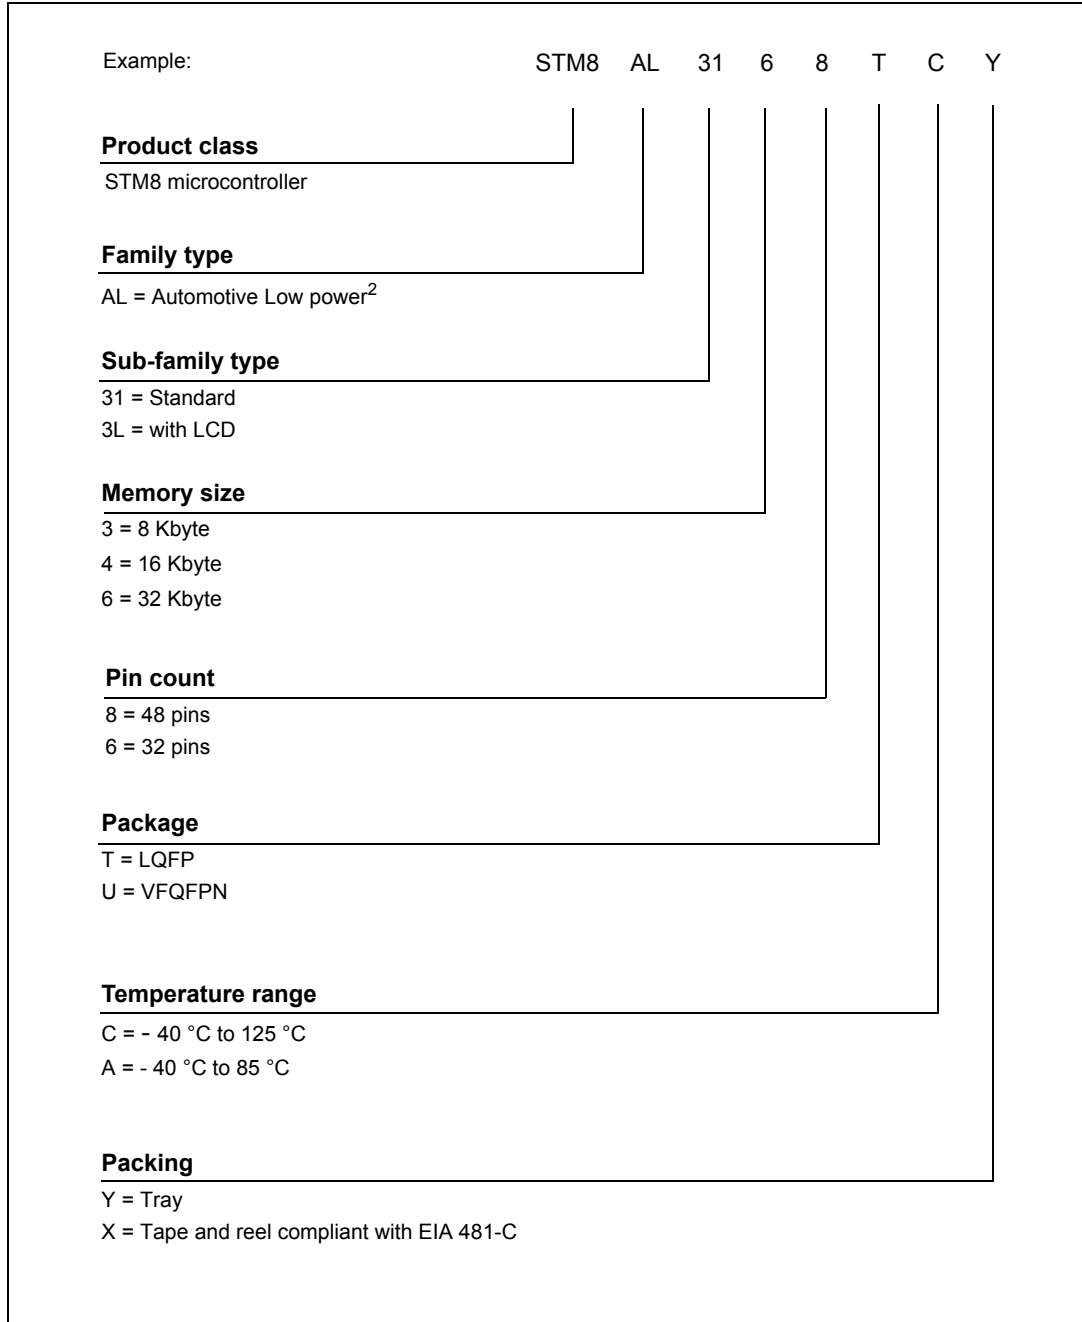 Example: STM8 AL 31 6 8 T C Y
Product class
STM8 microcontroller
Family type
AL = Automotive Low power2
Sub-family type
31 = Standard
3L = with LCD
Memory size
3 = 8 Kbyte
4 = 16 Kbyte
6 = 32 Kbyte
Pin count
8 = 48 pins
6 = 32 pins
Package
T = LQFP
U = VFQFPN
Temperature range
C = - 40 °C to 125 °C
A = - 40 °C to 85 °C
Packing
Y = Tray
X = Tape and reel compliant with EIA 481-C